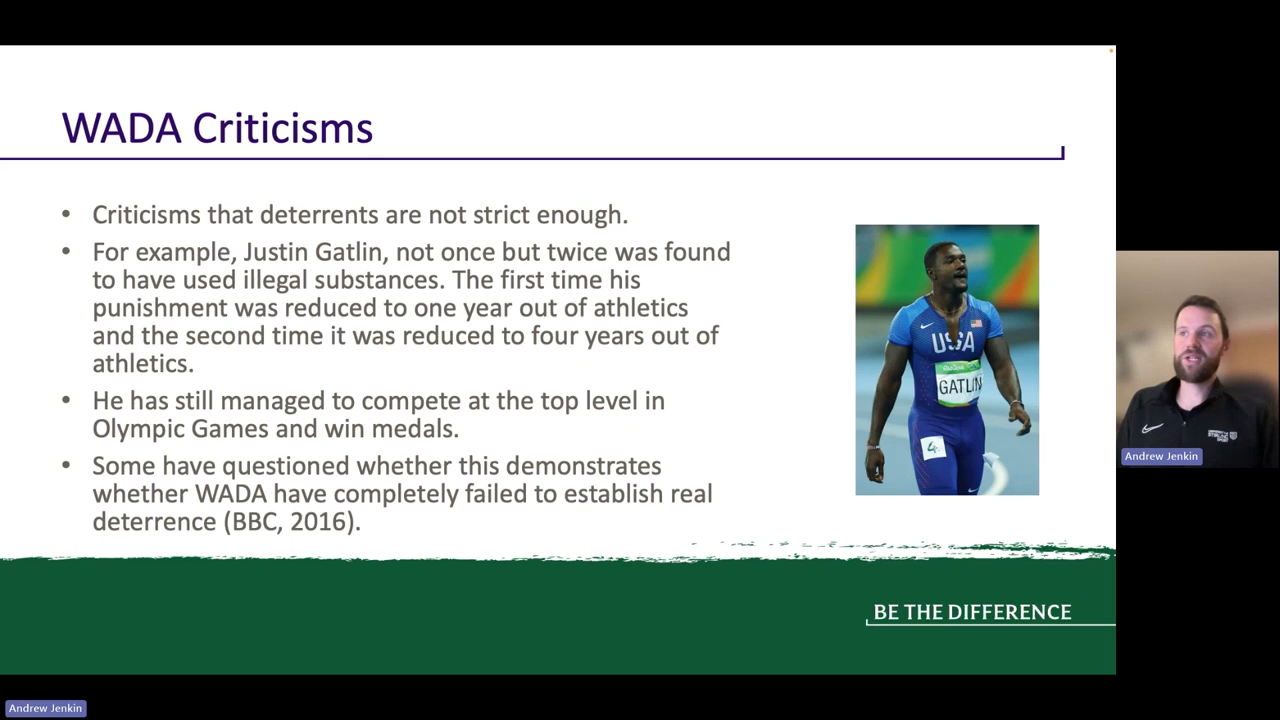 WADA Criticisms
• Criticisms that deterrents are not strict enough.
• For example, Justin Gatlin, not once but twice was found
to have used illegal substances. The first time his
punishment was reduced to one year out of athletics
and the second time it was reduced to four years out of
athletics.
• He has still managed to compete at the top level in
Olympic Games and win medals.
• Some have questioned whether this demonstrates
whether WADA have completely failed to establish real
deterrence (BBC, 2016).
USA
GATLIN
4
BE THE DIFFERENCE
Andrew Jenkin
Andrew Jenkin